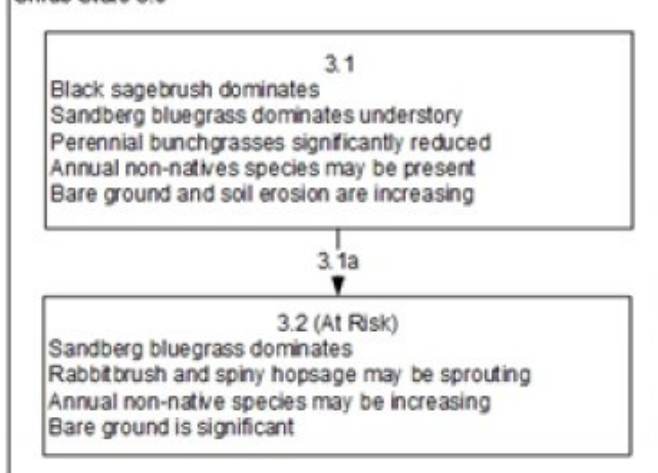 3.1
Black sagebrush dominates
Sandberg bluegrass dominates understory
Perennial bunchgrasses significantly reduced
Annual non-natives species may be present
Bare ground and soil erosion are increasing
3.1a
3.2 (At Risk)
Sandberg bluegrass dominates
Rabbitbrush and spiny hopsage may be sprouting
Annual non-native species may be increasing
Bare ground is significant